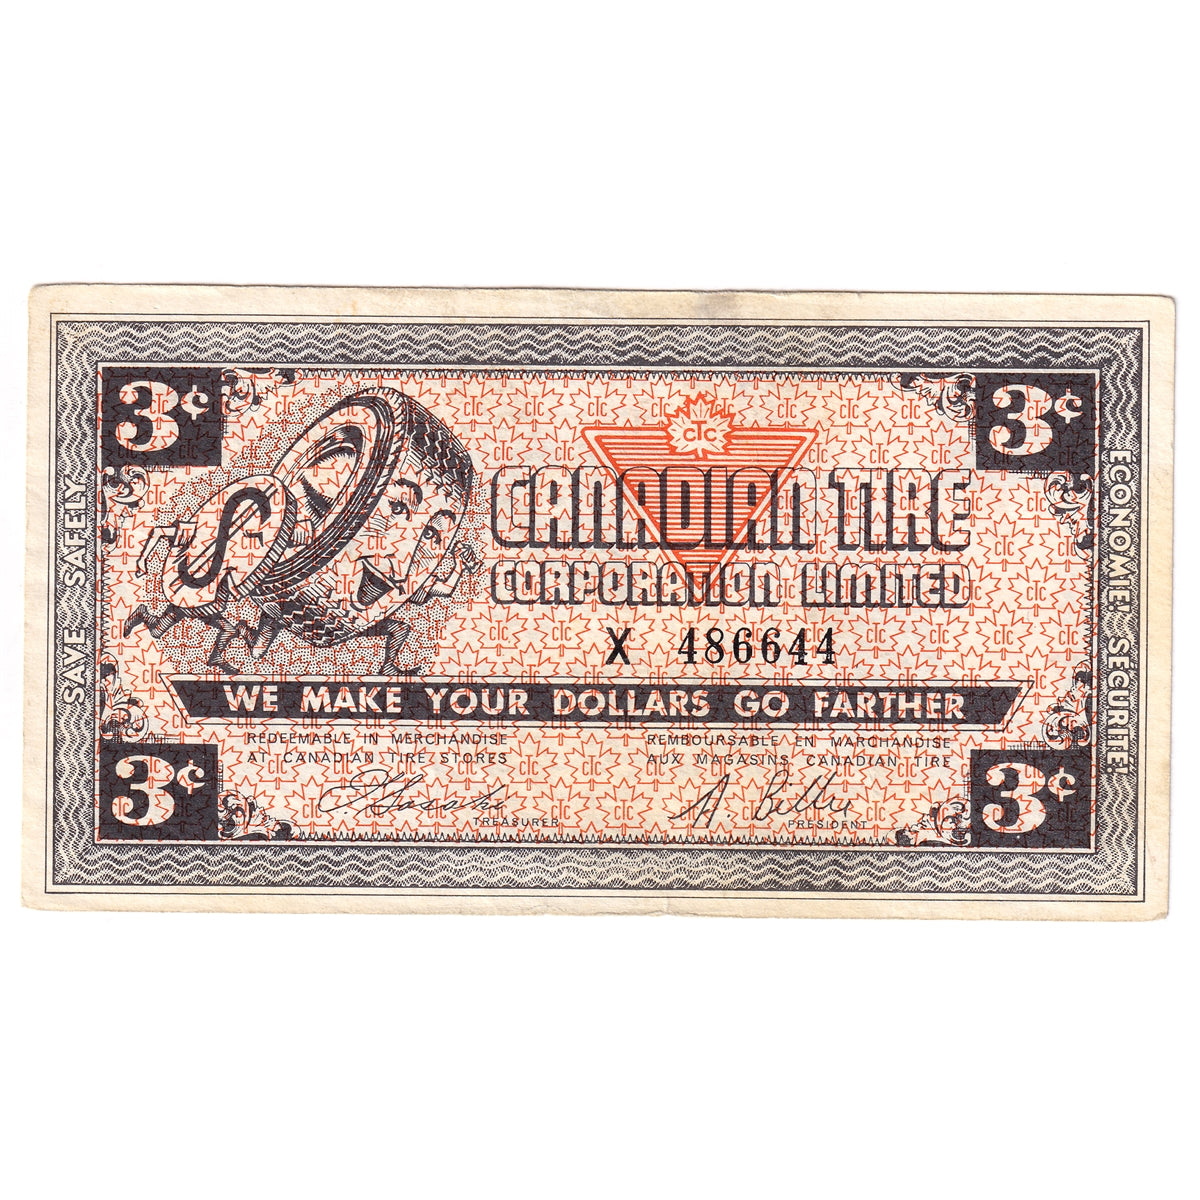 3¢
3¢
CTC
CANADIAN TIRE
CORPORATION LIMITED
X 486644
WE MAKE YOUR DOLLARS GO FARTHER
REDEEMABLE IN MERCHANDISE
AT CANADIAN TIRE STORES
REMBOURSABLE EN MARCHANDISE
AUX MAGASINS CANADIAN TIRE
TREASURER
A. Billes
PRESIDENT
3¢
3¢
SAVE SAFELY
ECONOMIE! SECURITE!